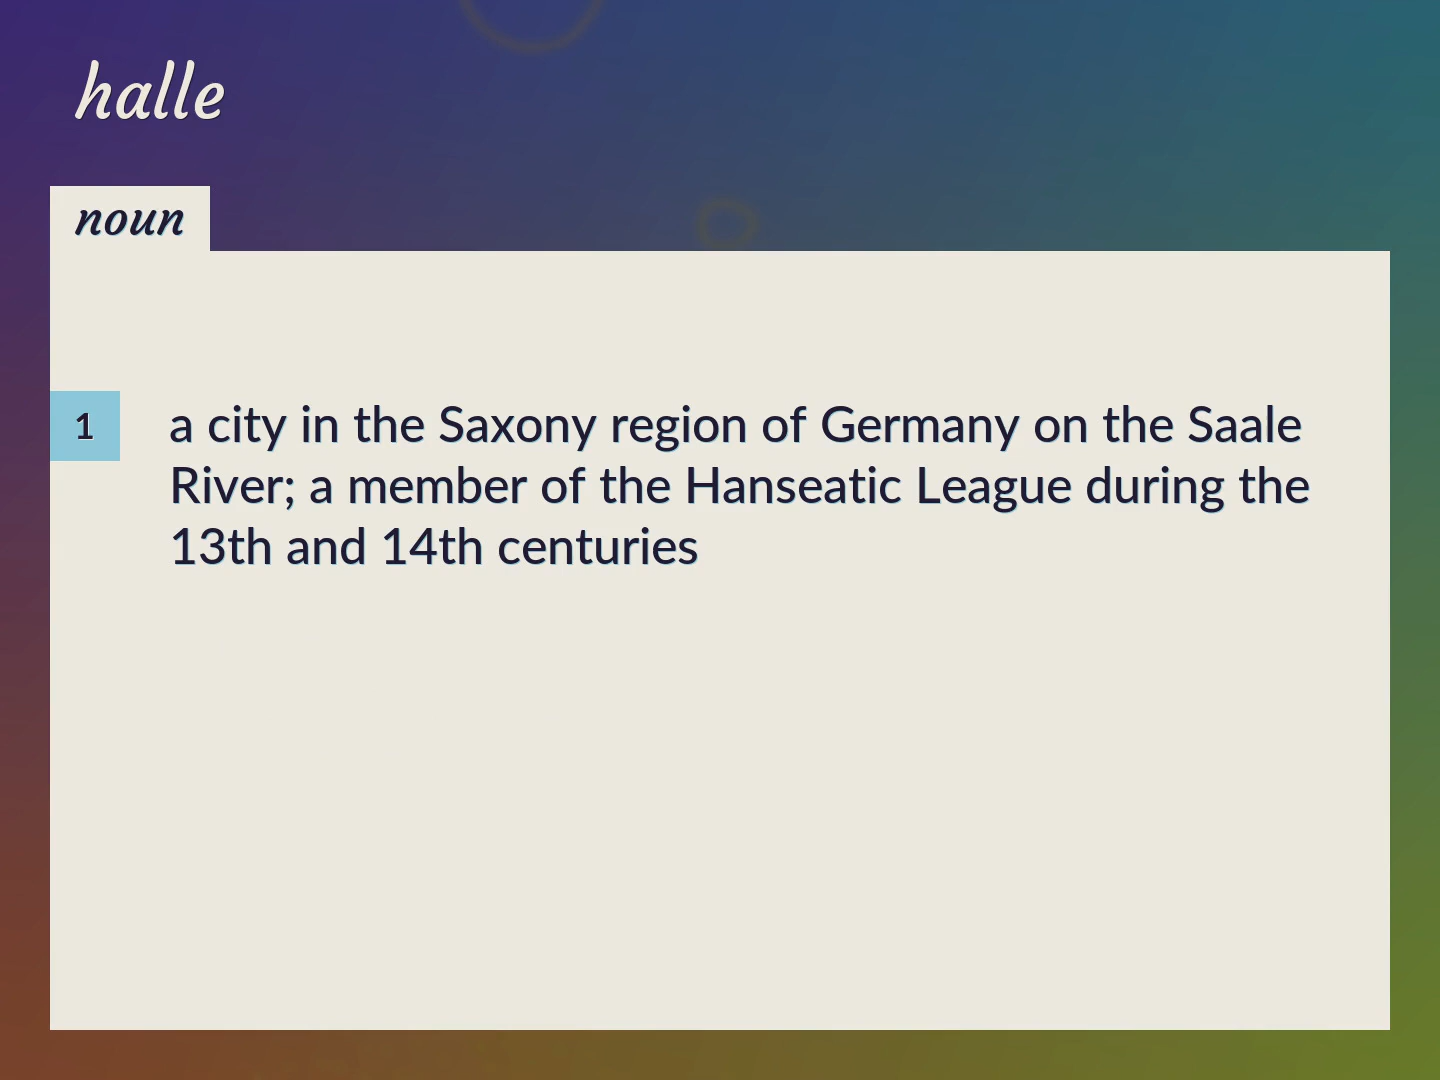 halle
noun
1
a city in the Saxony region of Germany on the Saale
River; a member of the Hanseatic League during the
13th and 14th centuries